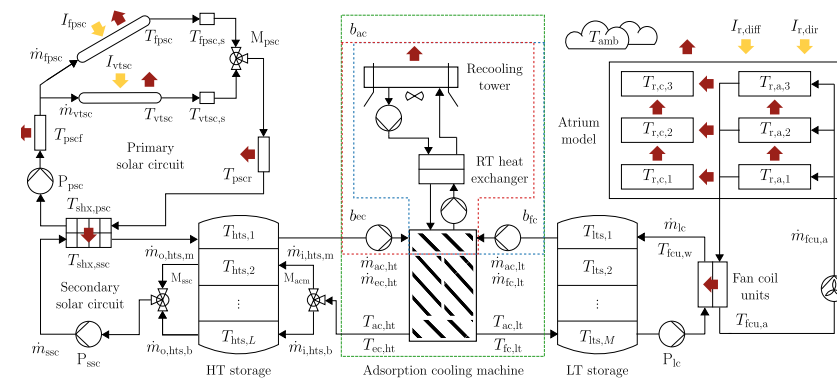 I_fpsc
ṁ_fpsc
T_fpsc
T_fpsc,s
M_psc
I_vtsc
ṁ_vtsc
T_vtsc
T_vtsc,s
T_pscf
Primary
solar circuit
T_pscr
P_psc
T_shx,psc
T_shx,ssc
Secondary
solar circuit
ṁ_ssc
P_ssc
ṁ_o,hts,m
M_ssc
ṁ_o,hts,b
T_hts,1
T_hts,2
⋮
T_hts,L
HT storage
ṁ_i,hts,m
M_acm
ṁ_i,hts,b
b_ac
Recooling
tower
RT heat
exchanger
b_ec
b_fc
ṁ_ac,ht
ṁ_ec,ht
ṁ_ac,lt
ṁ_fc,lt
T_ac,ht
T_ec,ht
T_ac,lt
T_fc,lt
Adsorption cooling machine
T_lts,1
T_lts,2
⋮
T_lts,M
LT storage
ṁ_lc
T_fcu,w
P_lc
Fan coil
units
T_fcu,a
ṁ_fcu,a
T_amb
I_r,diff
I_r,dir
Atrium
model
T_r,c,3
T_r,a,3
T_r,c,2
T_r,a,2
T_r,c,1
T_r,a,1